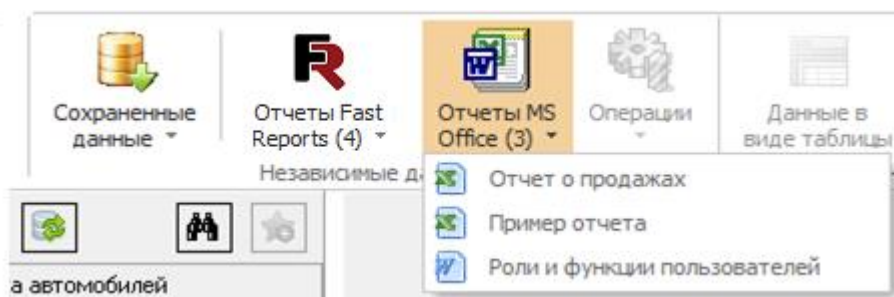 Сохраненные
данные
Отчеты Fast
Reports (4)
Отчеты MS
Office (3)
Операции
Данные в
виде таблицы
Независимые д
Отчет о продажах
Пример отчета
Роли и функции пользователей
а автомобилей